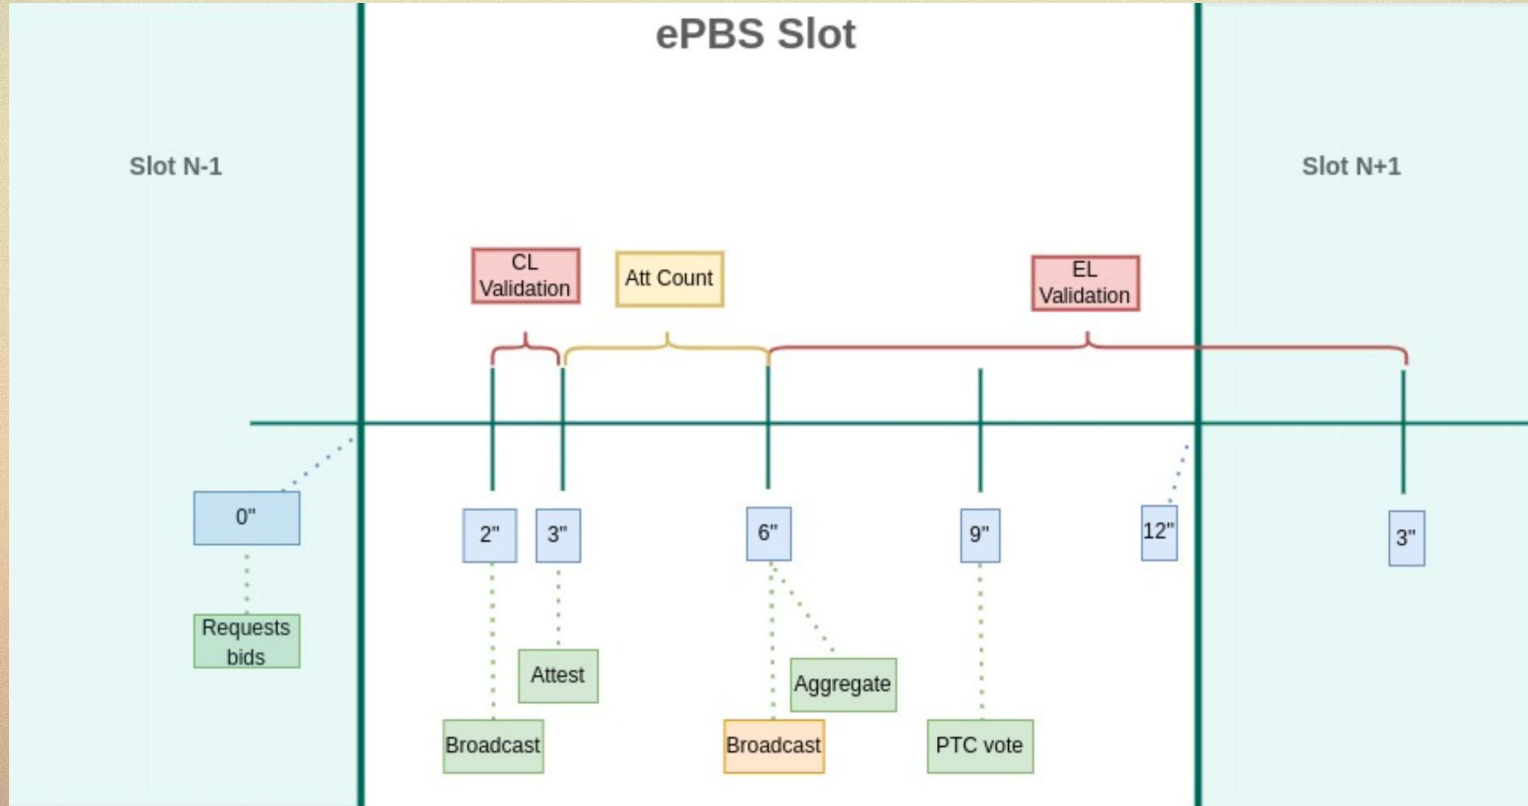 ePBS Slot
Slot N-1
Slot N+1
CL
Validation
Att Count
EL
Validation
0"
2"
3"
6"
9"
12"
3"
Requests
bids
Attest
Aggregate
Broadcast
Broadcast
PTC vote